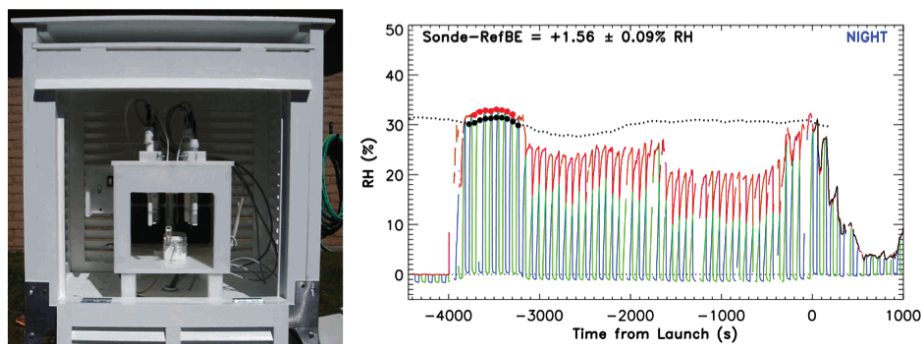 Sonde-RefBE = +1.56 ± 0.09% RH
NIGHT
50
40
30
20
10
0
RH (%)
-4000 -3000 -2000 -1000 0 1000
Time from Launch (s)